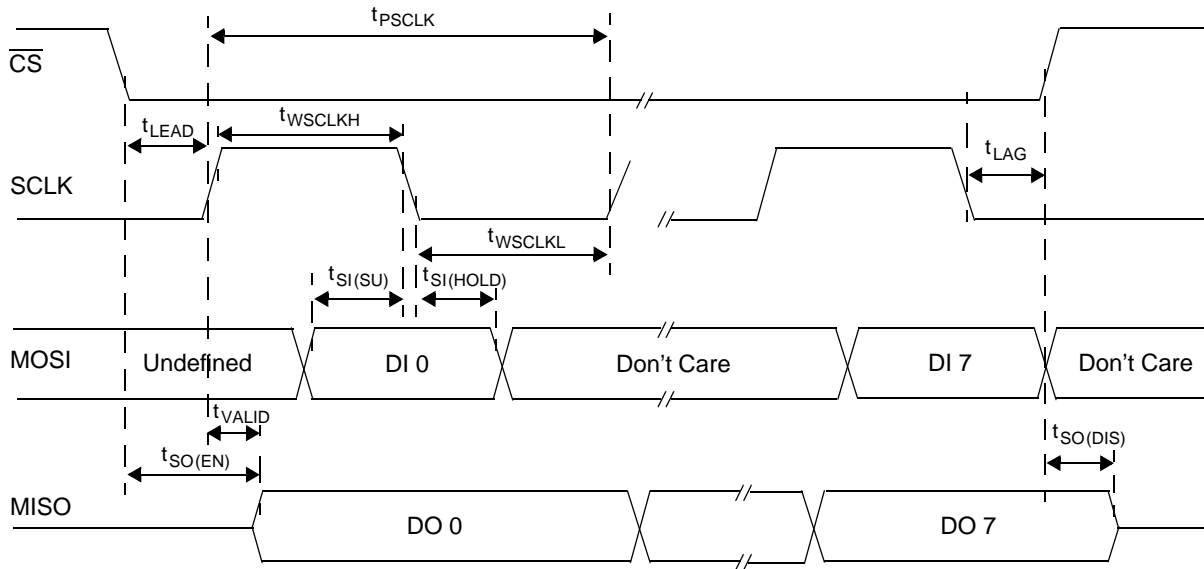 tPSCLK
CS
tLEAD
tWSCLKH
tLAG
SCLK
tWSCLKL
tSI(SU)
tSI(HOLD)
MOSI
Undefined
DI 0
Don't Care
DI 7
Don't Care
tVALID
tSO(EN)
tSO(DIS)
MISO
DO 0
DO 7